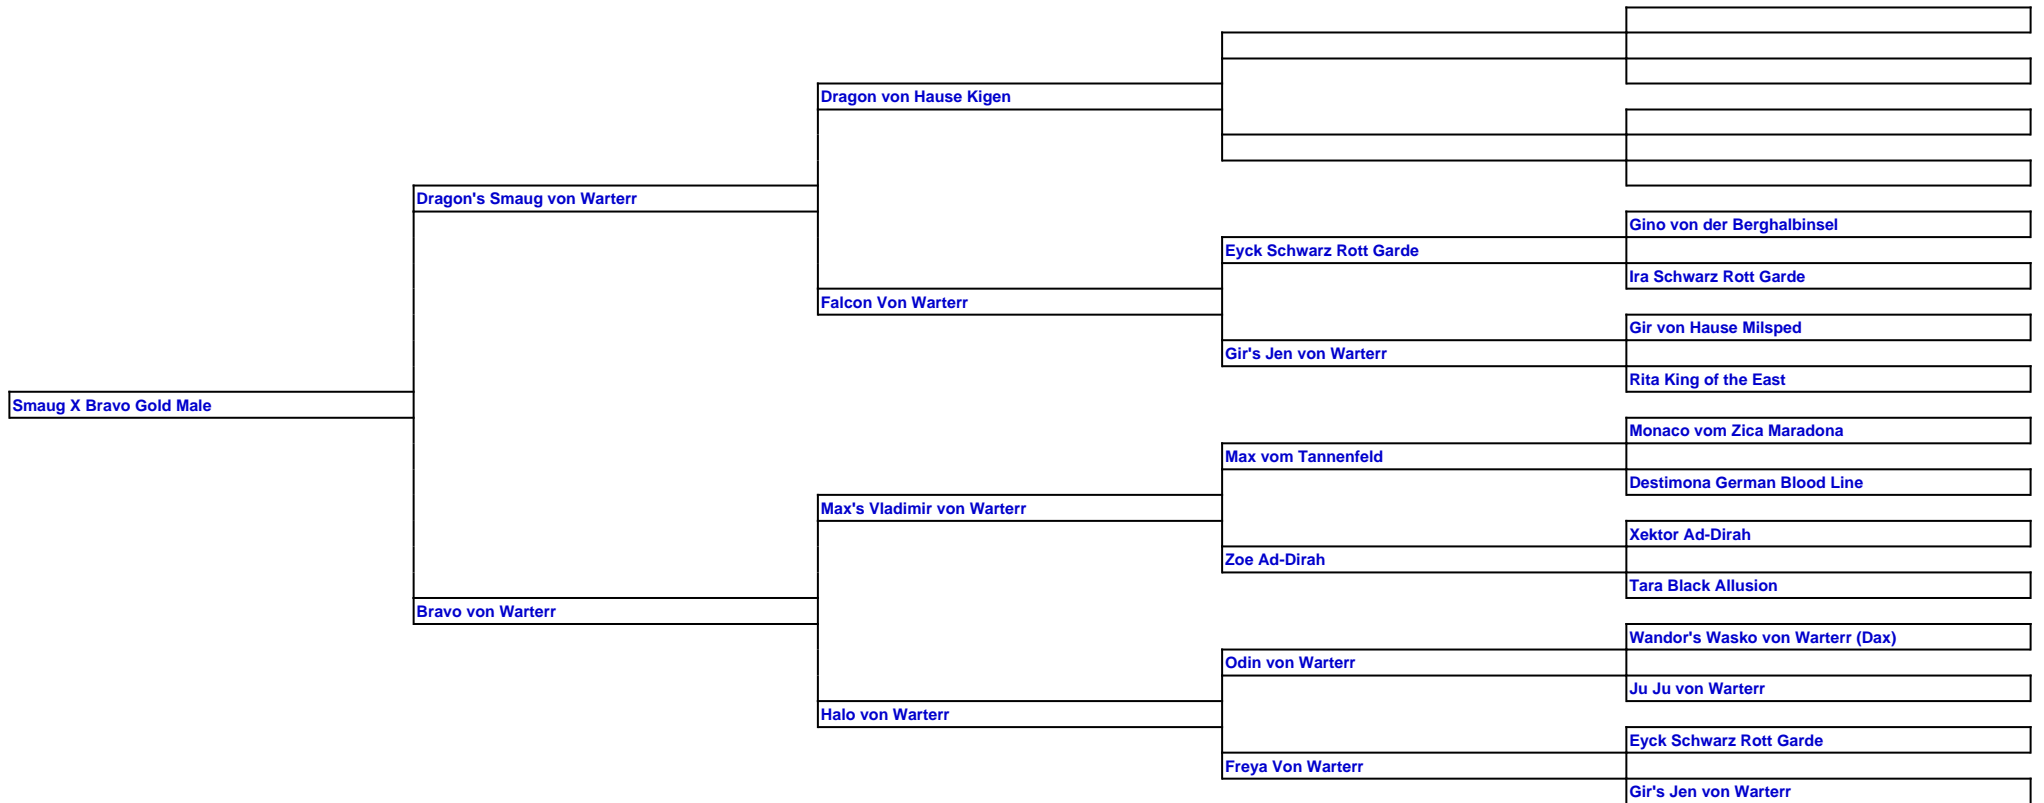 Dragon von Hause Kigen
Dragon's Smaug von Warterr
Gino von der Berghalbinsel
Eyck Schwarz Rott Garde
Ira Schwarz Rott Garde
Falcon Von Warterr
Gir von Hause Milsped
Gir's Jen von Warterr
Rita King of the East
Smaug X Bravo Gold Male
Monaco vom Zica Maradona
Max vom Tannenfeld
Destimona German Blood Line
Max's Vladimir von Warterr
Xektor Ad-Dirah
Zoe Ad-Dirah
Tara Black Allusion
Bravo von Warterr
Wandor's Wasko von Warterr (Dax)
Odin von Warterr
Ju Ju von Warterr
Halo von Warterr
Eyck Schwarz Rott Garde
Freya Von Warterr
Gir's Jen von Warterr